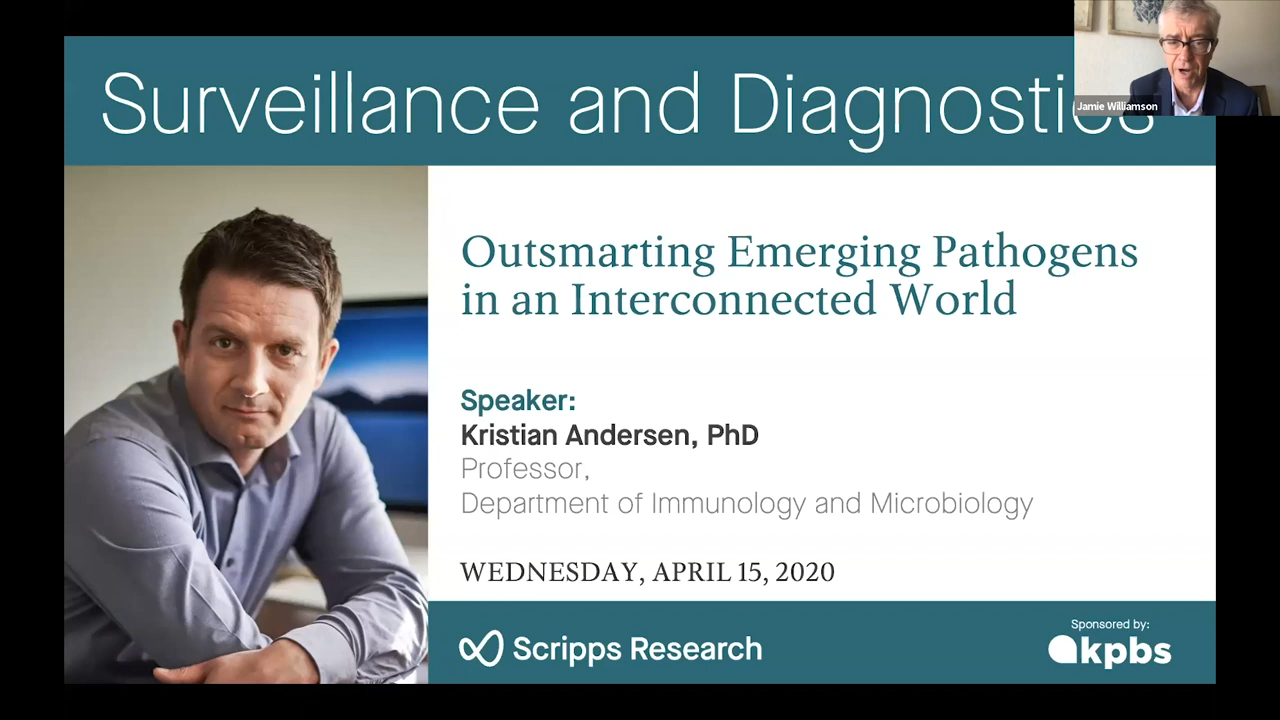 Surveillance and Diagnostics
Jamie Williamson
Outsmarting Emerging Pathogens
in an Interconnected World
Speaker:
Kristian Andersen, PhD
Professor,
Department of Immunology and Microbiology
WEDNESDAY, APRIL 15, 2020
Scripps Research
Sponsored by:
kpbs